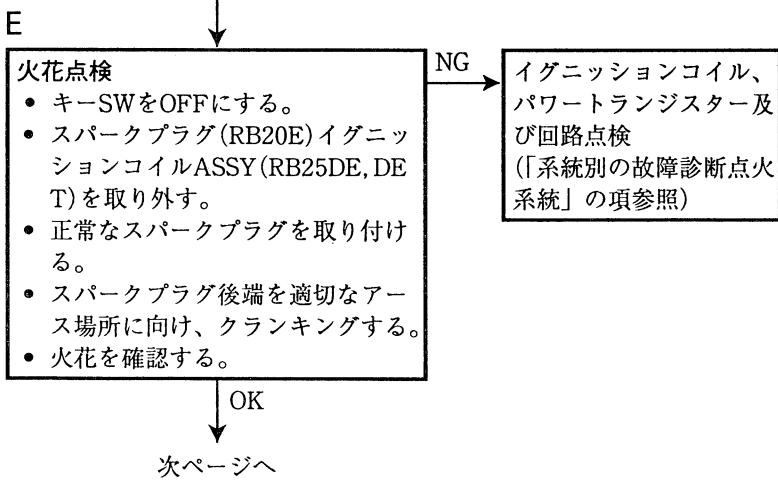 E
火花点検
• キーSWをOFFにする。
• スパークプラグ(RB20E)イグニッ
ションコイルASSY(RB25DE, DE
T)を取り外す。
• 正常なスパークプラグを取り付け
る。
• スパークプラグ後端を適切なアー
ス場所に向け、クランキングする。
• 火花を確認する。
NG
イグニッションコイル、
パワートランジスター及
び回路点検
(「系統別の故障診断点火
系統」の項参照)
OK
次ページへ